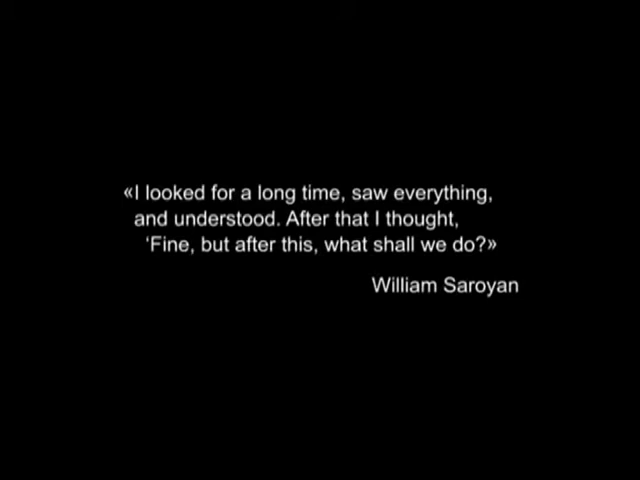 «I looked for a long time, saw everything,
and understood. After that I thought,
‘Fine, but after this, what shall we do?»
William Saroyan